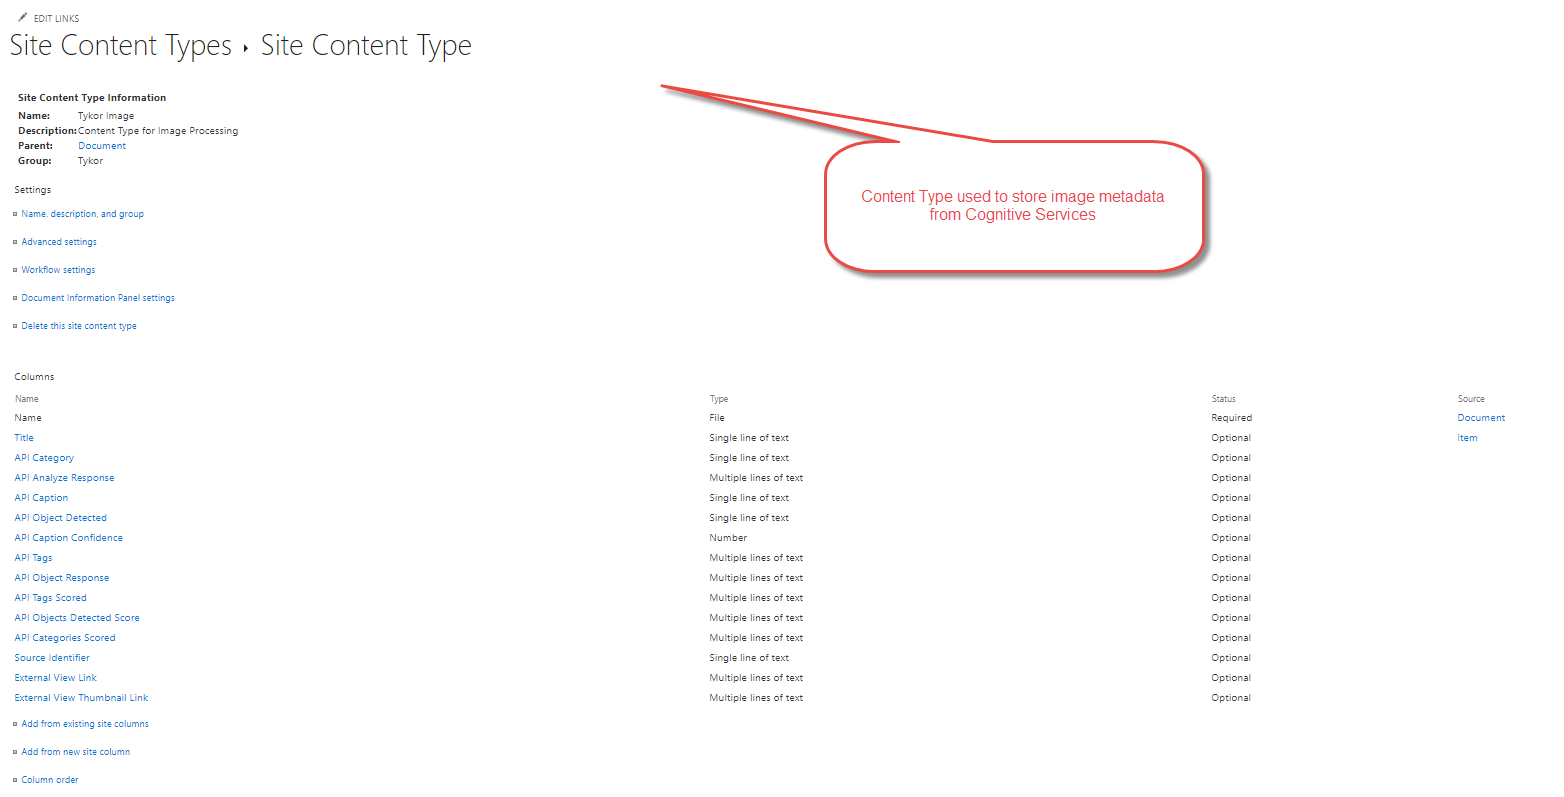 EDIT LINKS
Site Content Types ▸ Site Content Type
Site Content Type Information
Name: Tykor Image
Description: Content Type for Image Processing
Parent: Document
Group: Tykor
Content Type used to store image metadata
from Cognitive Services
Settings
Name, description, and group
Advanced settings
Workflow settings
Document Information Panel settings
Delete this site content type
Columns
Name Type Status Source
Name File Required Document
Title Single line of text Optional Item
API Category Single line of text Optional
API Analyze Response Multiple lines of text Optional
API Caption Single line of text Optional
API Object Detected Single line of text Optional
API Caption Confidence Number Optional
API Tags Multiple lines of text Optional
API Object Response Multiple lines of text Optional
API Tags Scored Multiple lines of text Optional
API Objects Detected Score Multiple lines of text Optional
API Categories Scored Multiple lines of text Optional
Source Identifier Single line of text Optional
External View Link Multiple lines of text Optional
External View Thumbnail Link Multiple lines of text Optional
Add from existing site columns
Add from new site column
Column order